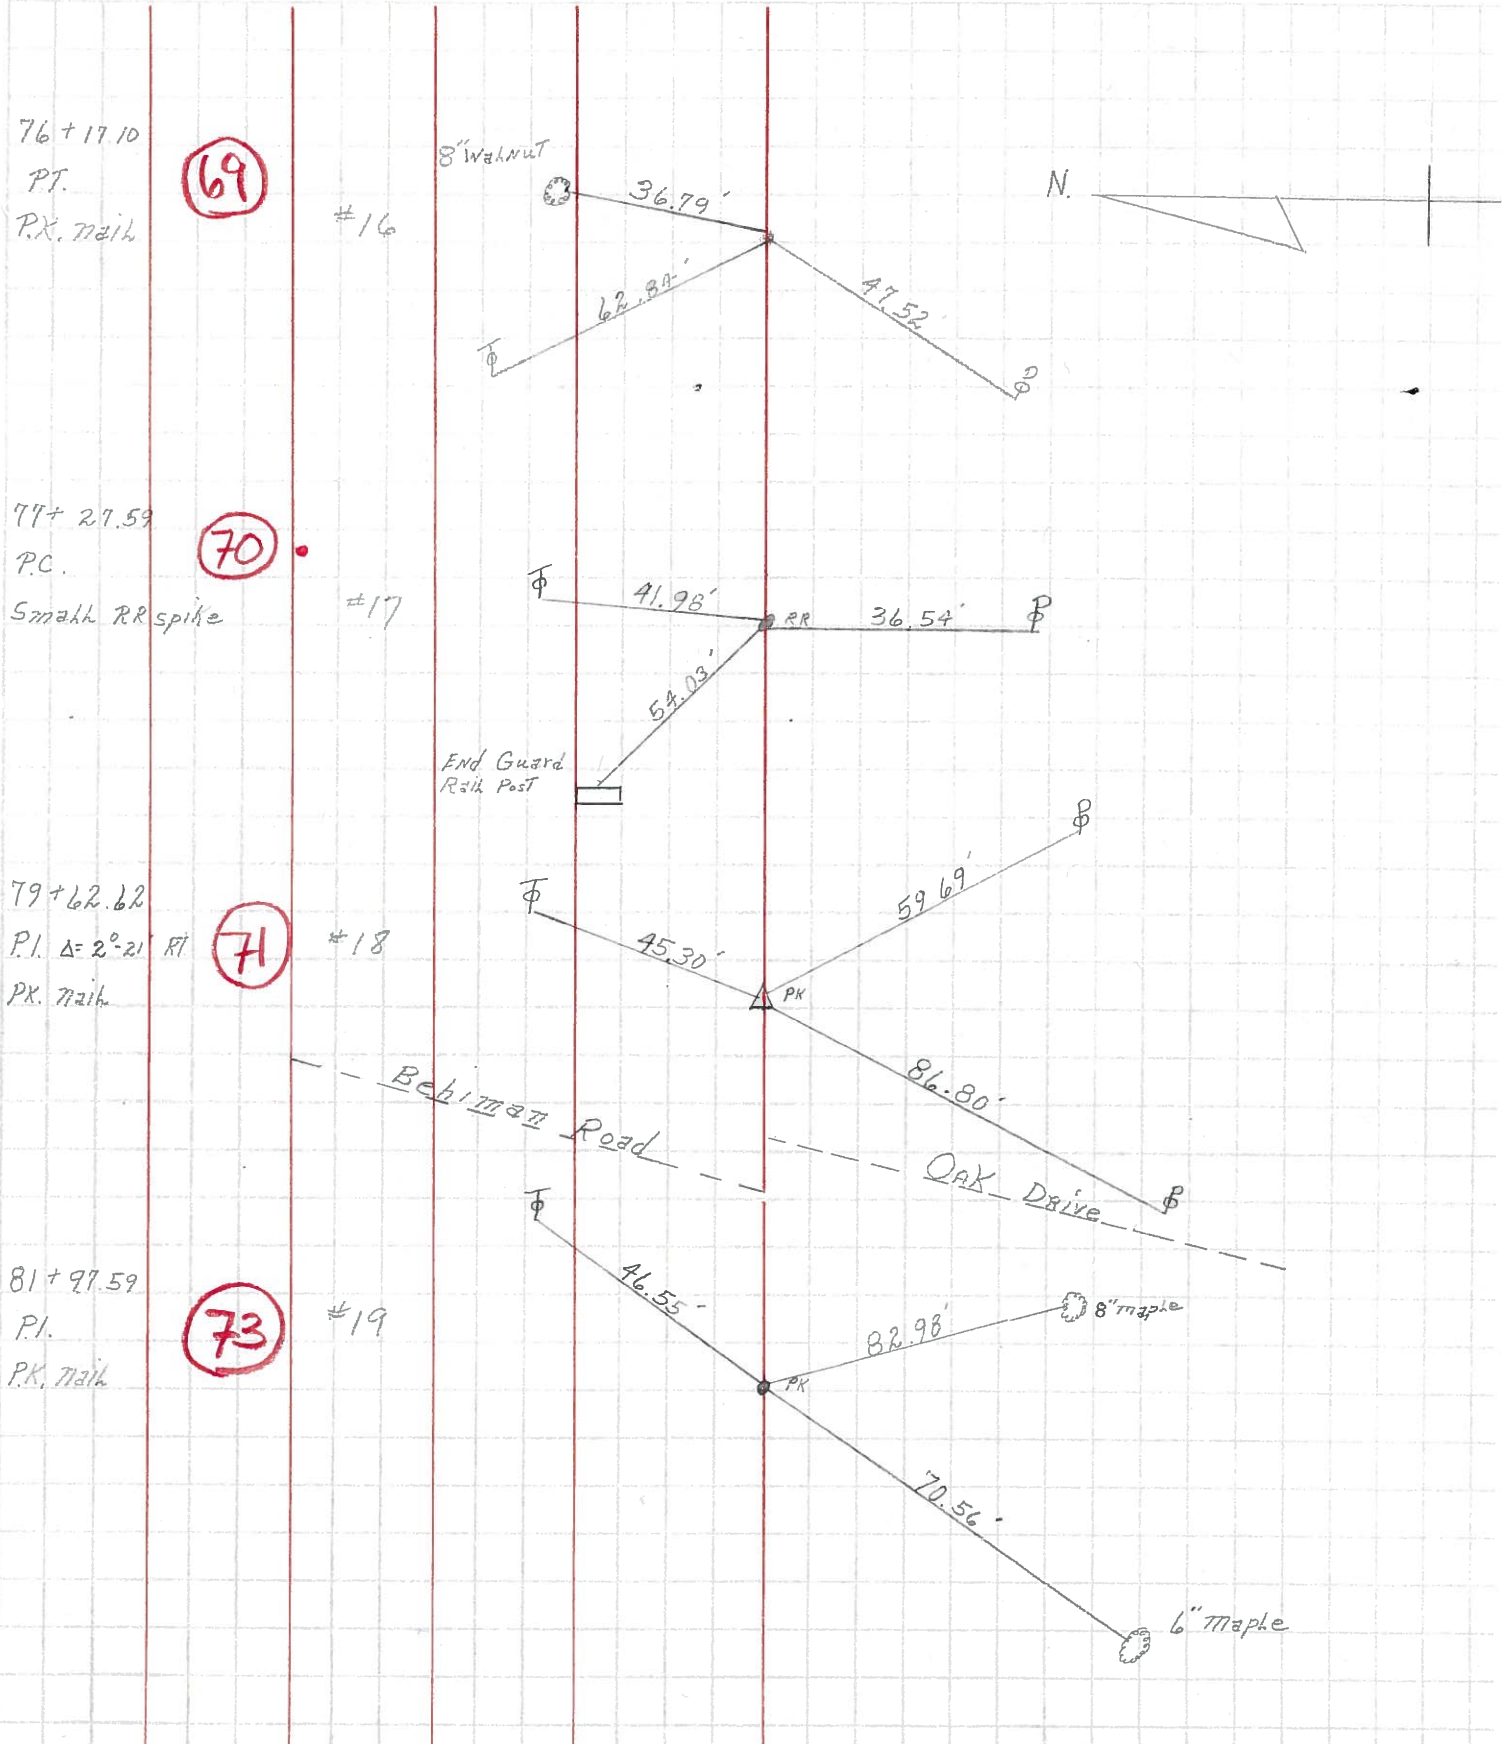 76 + 17.10
P.T.
P.K. nail
69
#16
8" Walnut
36.79'
62.84'
47.52'
N.
77 + 27.59
P.C.
Small RR spike
70
#17
41.98'
RR
36.54'
54.03'
End Guard
Rail Post
79 + 62.62
P.I. Δ= 2°-21' RT
PK. nail
71
#18
45.30'
59.69'
PK
86.80'
Road
Oak Drive
81 + 97.59
P.I.
P.K. nail
73
#19
46.55'
82.98'
8" maple
PK
70.56'
6" maple